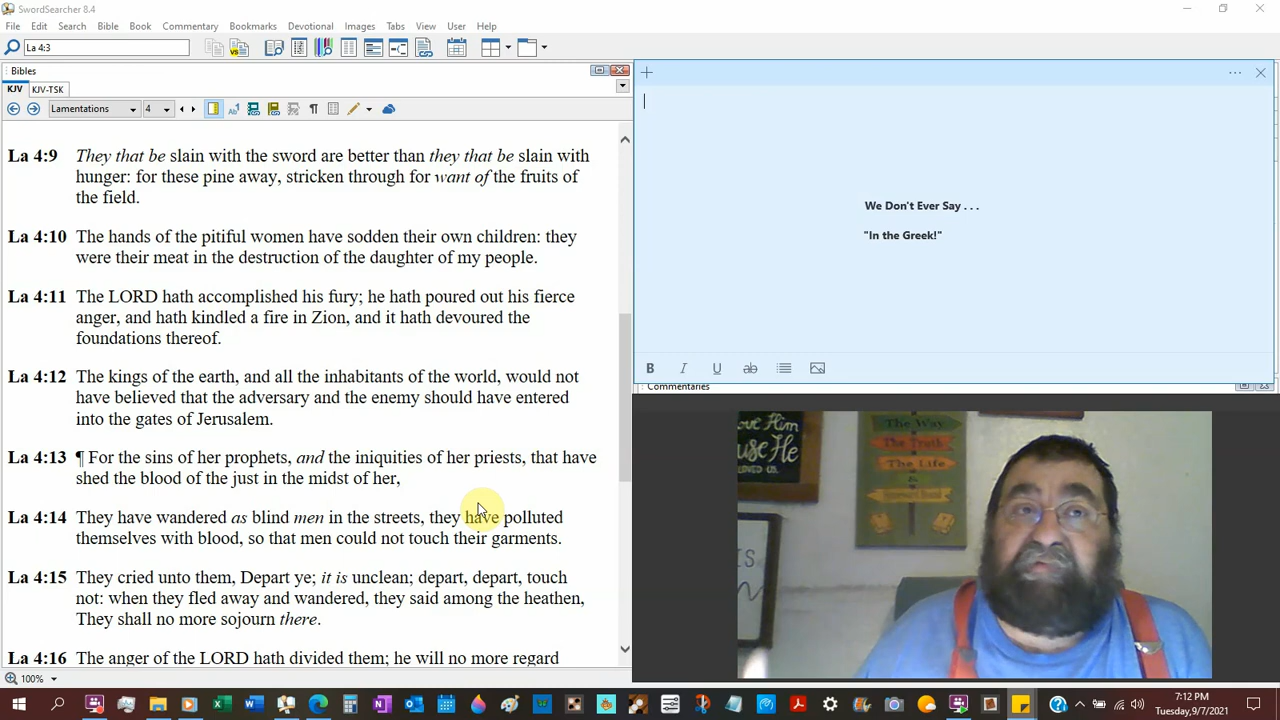 SwordSearcher 8.4
File Edit Search Bible Book Commentary Bookmarks Devotional Images Tabs View User Help
La 4:3
Bibles
KJV KJV-TSK
Lamentations 4
La 4:9 They that be slain with the sword are better than they that be slain with
hunger: for these pine away, stricken through for want of the fruits of
the field.
La 4:10 The hands of the pitiful women have sodden their own children: they
were their meat in the destruction of the daughter of my people.
La 4:11 The LORD hath accomplished his fury; he hath poured out his fierce
anger, and hath kindled a fire in Zion, and it hath devoured the
foundations thereof.
La 4:12 The kings of the earth, and all the inhabitants of the world, would not
have believed that the adversary and the enemy should have entered
into the gates of Jerusalem.
La 4:13 ¶ For the sins of her prophets, and the iniquities of her priests, that have
shed the blood of the just in the midst of her,
La 4:14 They have wandered as blind men in the streets, they have polluted
themselves with blood, so that men could not touch their garments.
La 4:15 They cried unto them, Depart ye; it is unclean; depart, depart, touch
not: when they fled away and wandered, they said among the heathen,
They shall no more sojourn there.
La 4:16 The anger of the LORD hath divided them; he will no more regard
100%
We Don't Ever Say . . .
"In the Greek!"
B I U ab
Commentaries
Love Him
use He
LOVED US.
The Way
The Truth
The Life
&
IS
7:12 PM
Tuesday,9/7/2021